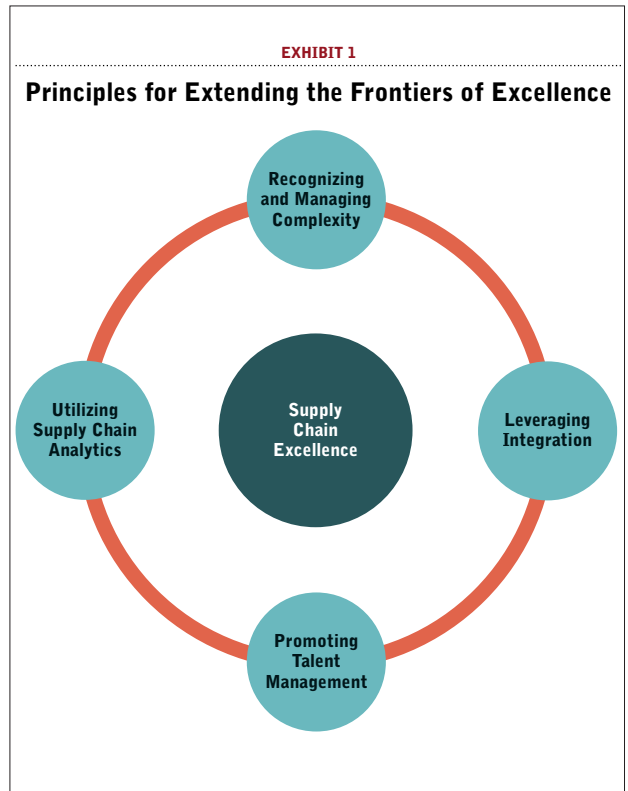 EXHIBIT 1
Principles for Extending the Frontiers of Excellence
Recognizing
and Managing
Complexity
Utilizing
Supply Chain
Analytics
Supply
Chain
Excellence
Leveraging
Integration
Promoting
Talent
Management